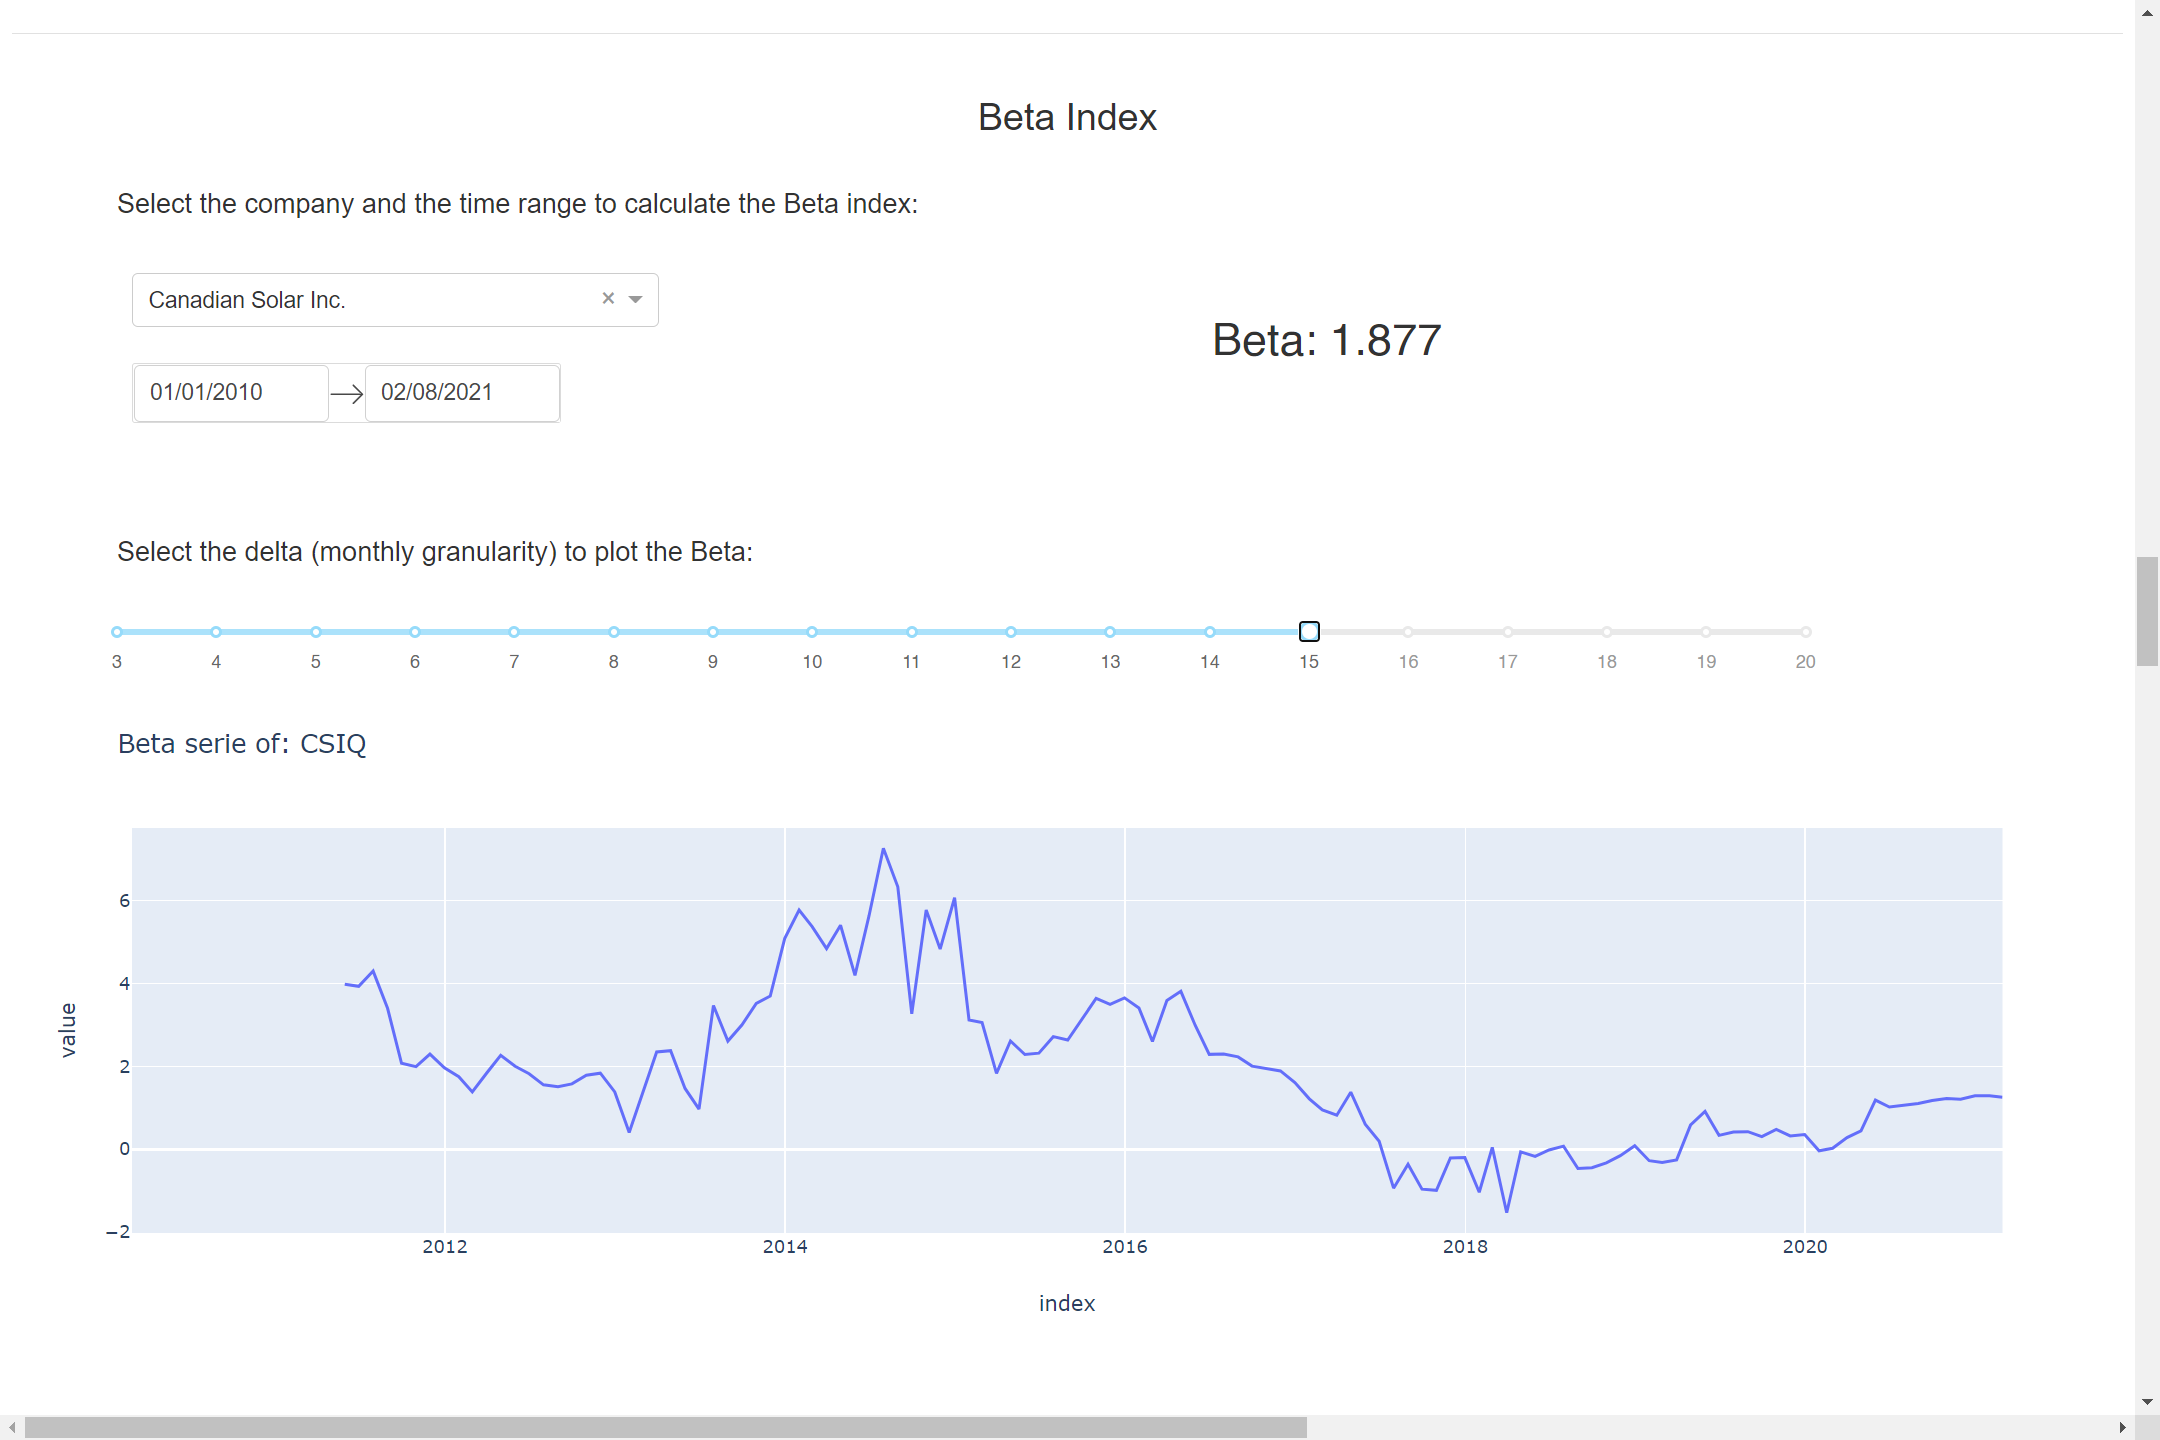 Beta Index
Select the company and the time range to calculate the Beta index:
Canadian Solar Inc. ×
01/01/2010 → 02/08/2021
Beta: 1.877
Select the delta (monthly granularity) to plot the Beta:
3 4 5 6 7 8 9 10 11 12 13 14 15 16 17 18 19 20
Beta serie of: CSIQ
value
6
4
2
0
−2
2012 2014 2016 2018 2020
index